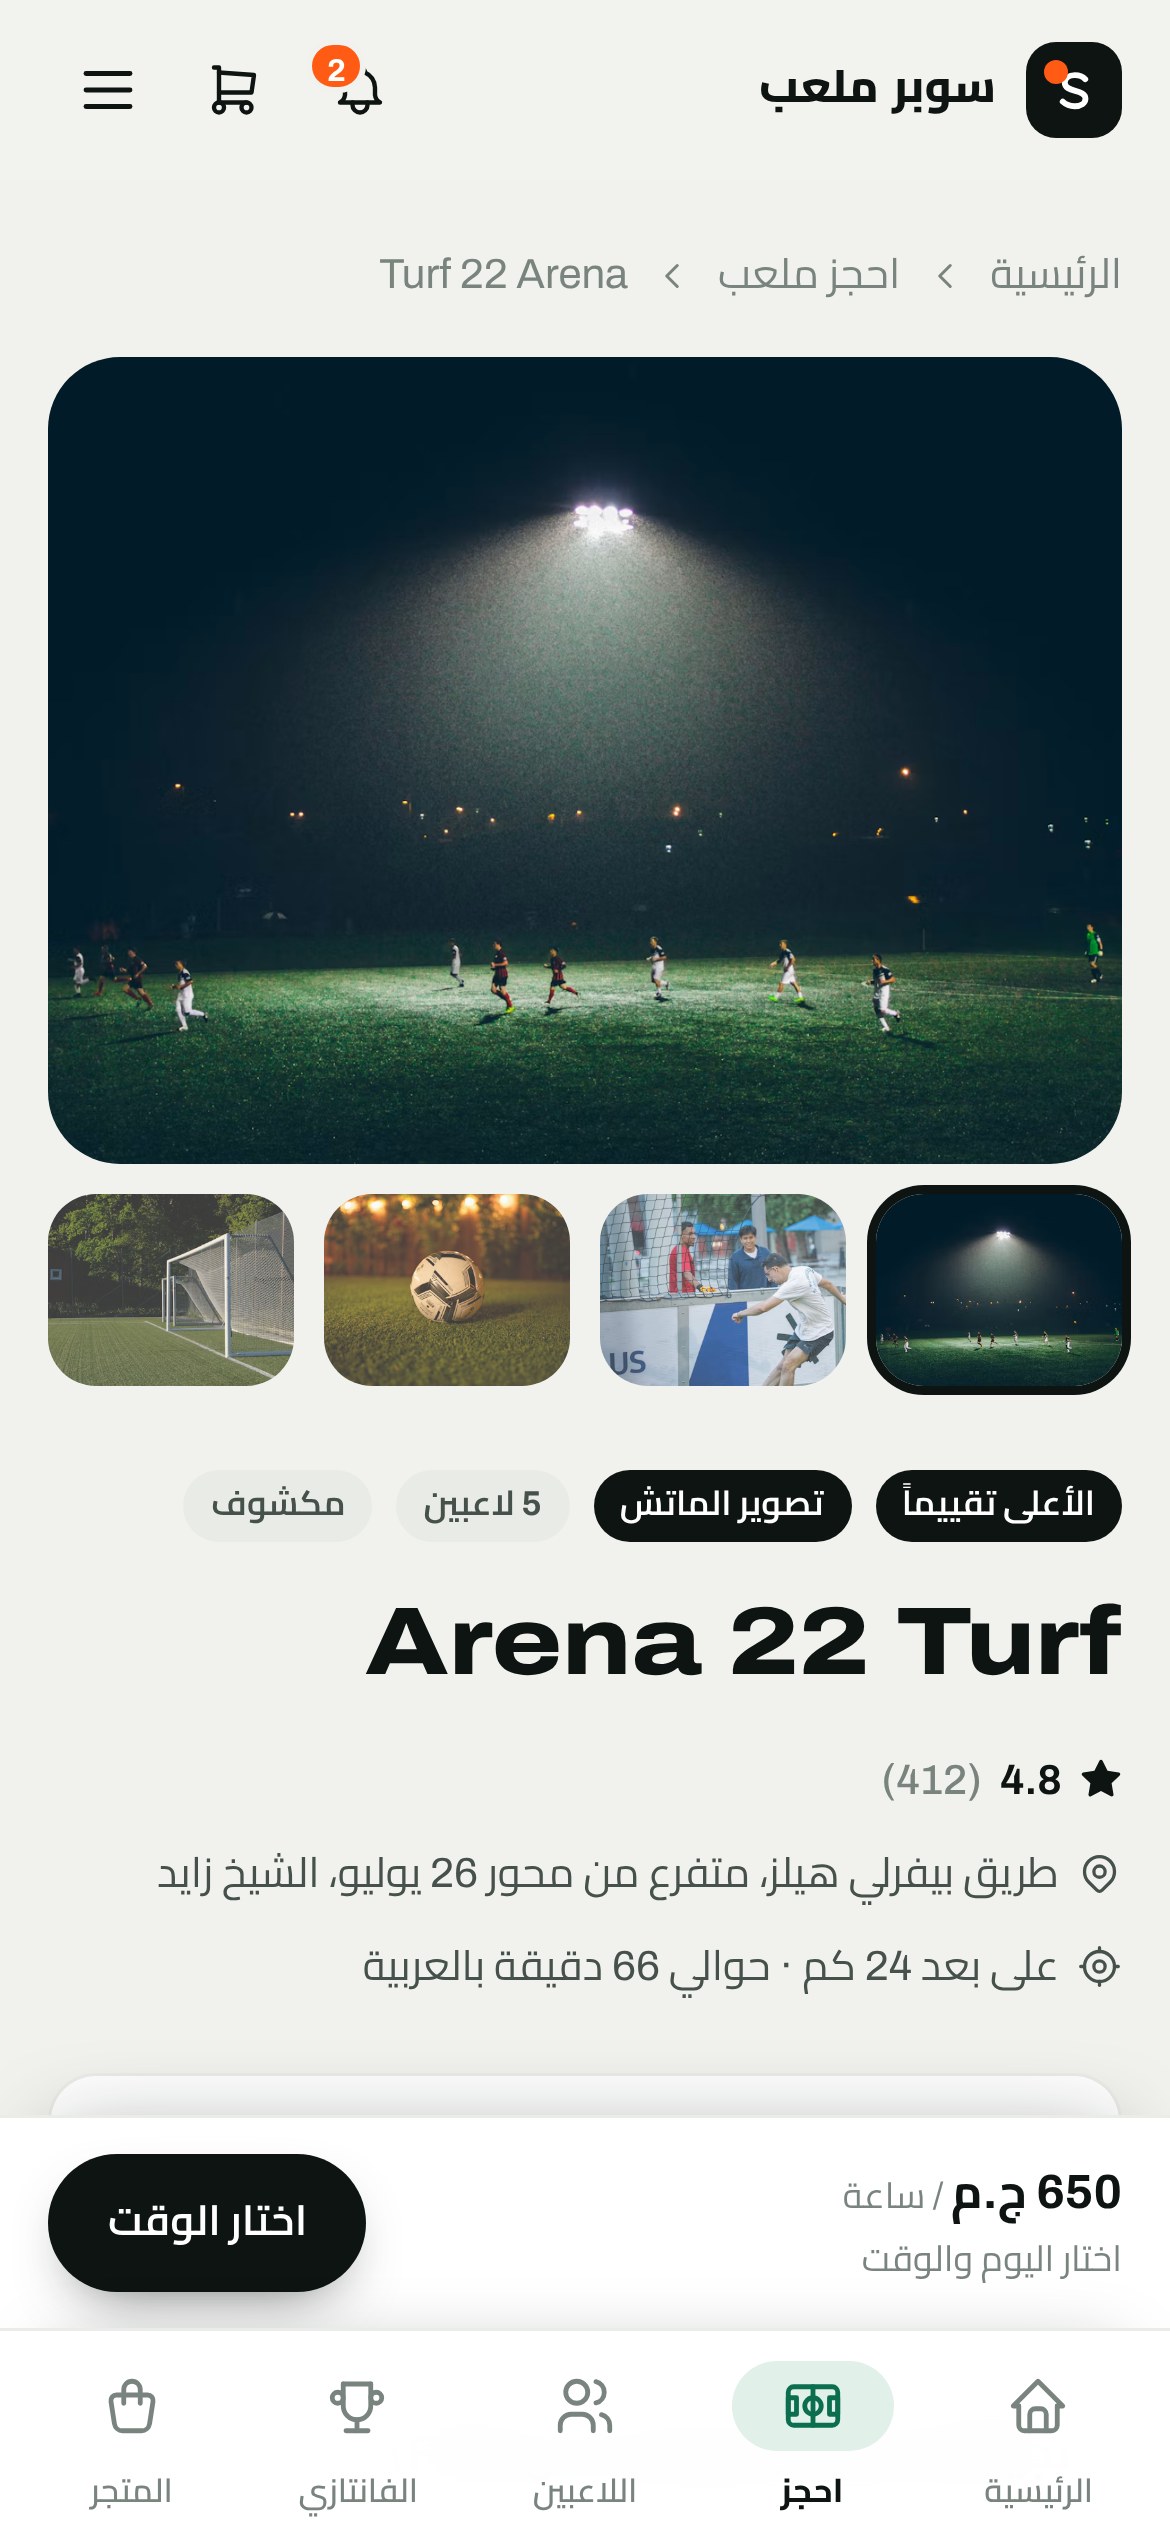 S سوبر ملعب 2
الرئيسية > احجز ملعب > Turf 22 Arena
US
الأعلى تقييماً تصوير الماتش 5 لاعبين مكشوف
Arena 22 Turf
4.8 (412)
طريق بيفرلي هيلز، متفرع من محور 26 يوليو، الشيخ زايد
على بعد 24 كم · حوالي 66 دقيقة بالعربية
650 ج.م / ساعة
اختار اليوم والوقت
اختار الوقت
الرئيسية احجز اللاعبين الفانتازي المتجر